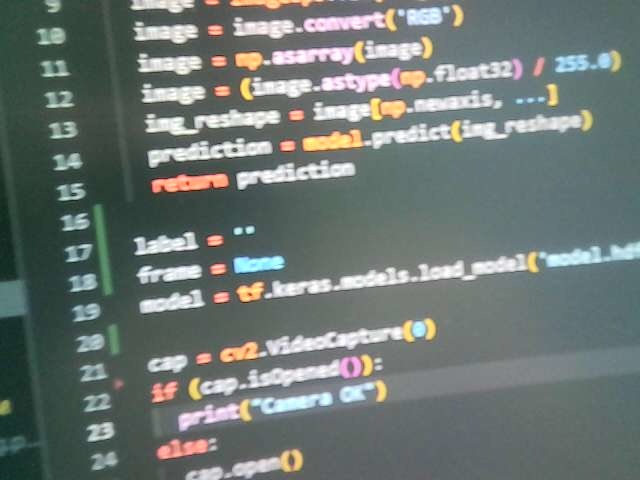 9 image =
10 image = image.convert('RGB')
11 image = np.asarray(image)
12 image = (image.astype(np.float32) / 255.0)
13 img_reshape = image[np.newaxis, ...]
14 prediction = model.predict(img_reshape)
15 return prediction
16
17 label = ""
18 frame = None
19 model = tf.keras.models.load_model("model.hdf
20
21 cap = cv2.VideoCapture(0)
22 if (cap.isOpened()):
23 print("Camera OK")
24 else:
cap.open()